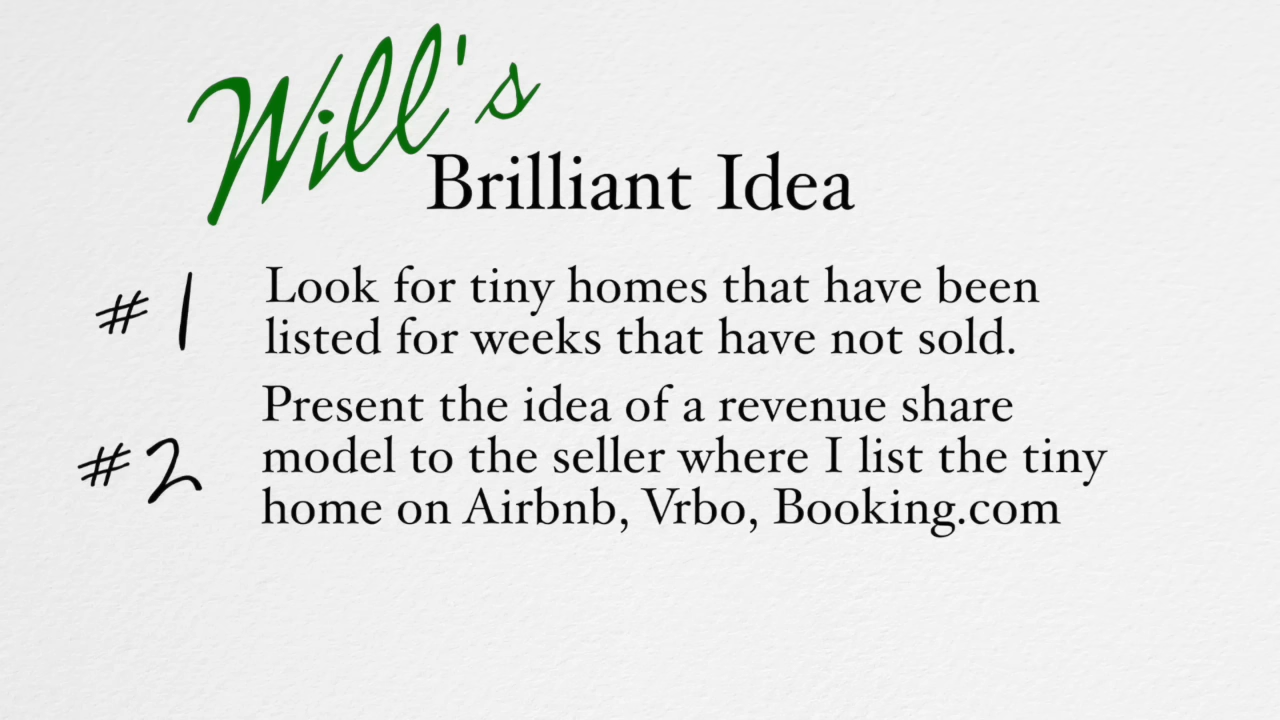 Will's
Brilliant Idea
#1 Look for tiny homes that have been
listed for weeks that have not sold.
Present the idea of a revenue share
#2 model to the seller where I list the tiny
home on Airbnb, Vrbo, Booking.com